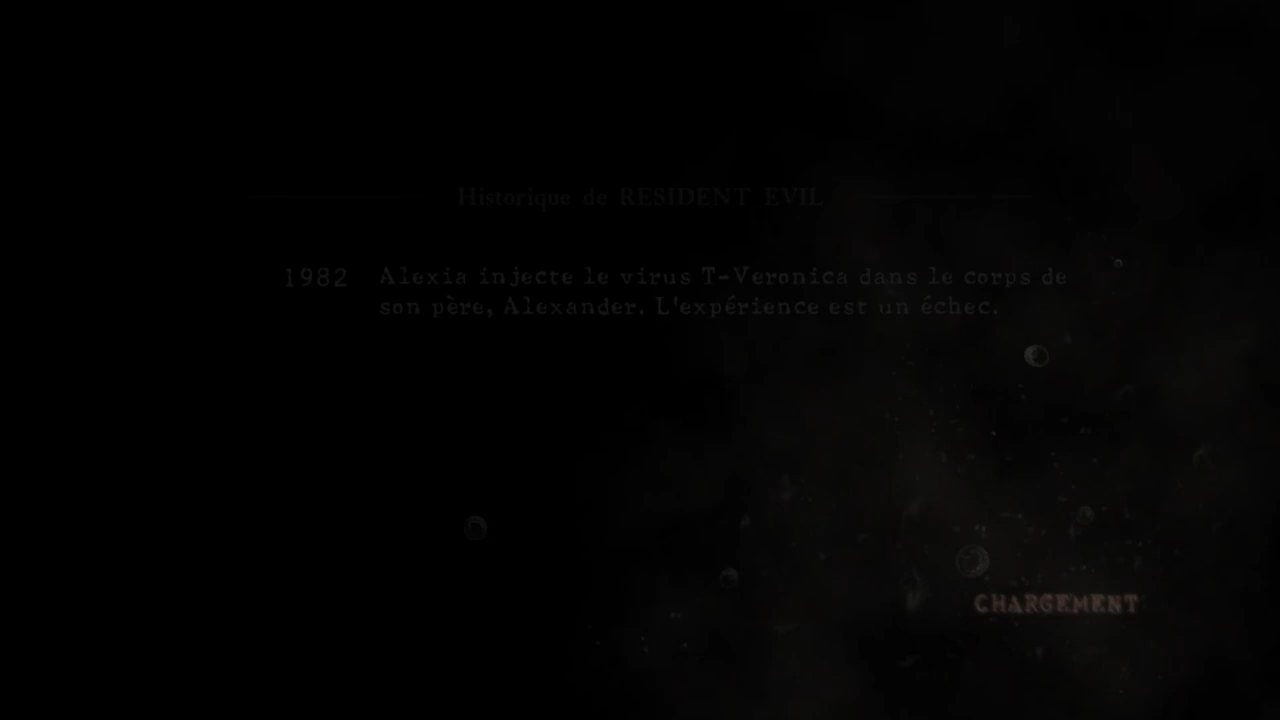 Historique de RESIDENT EVIL
1982 Alexia injecte le virus T-Veronica dans le corps de
son père, Alexander. L'expérience est un échec.
CHARGEMENT